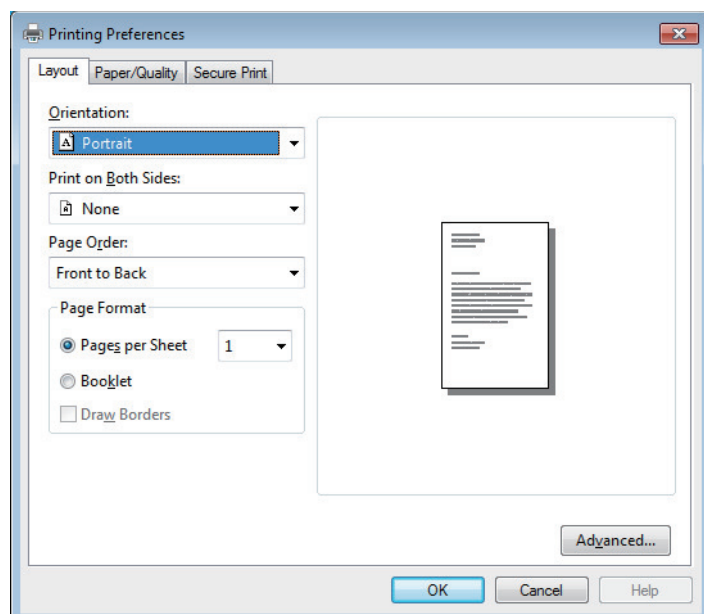 Printing Preferences
Layout
Paper/Quality
Secure Print
Orientation:
A Portrait
Print on Both Sides:
A None
Page Order:
Front to Back
Page Format
Pages per Sheet 1
Booklet
Draw Borders
Advanced...
OK
Cancel
Help